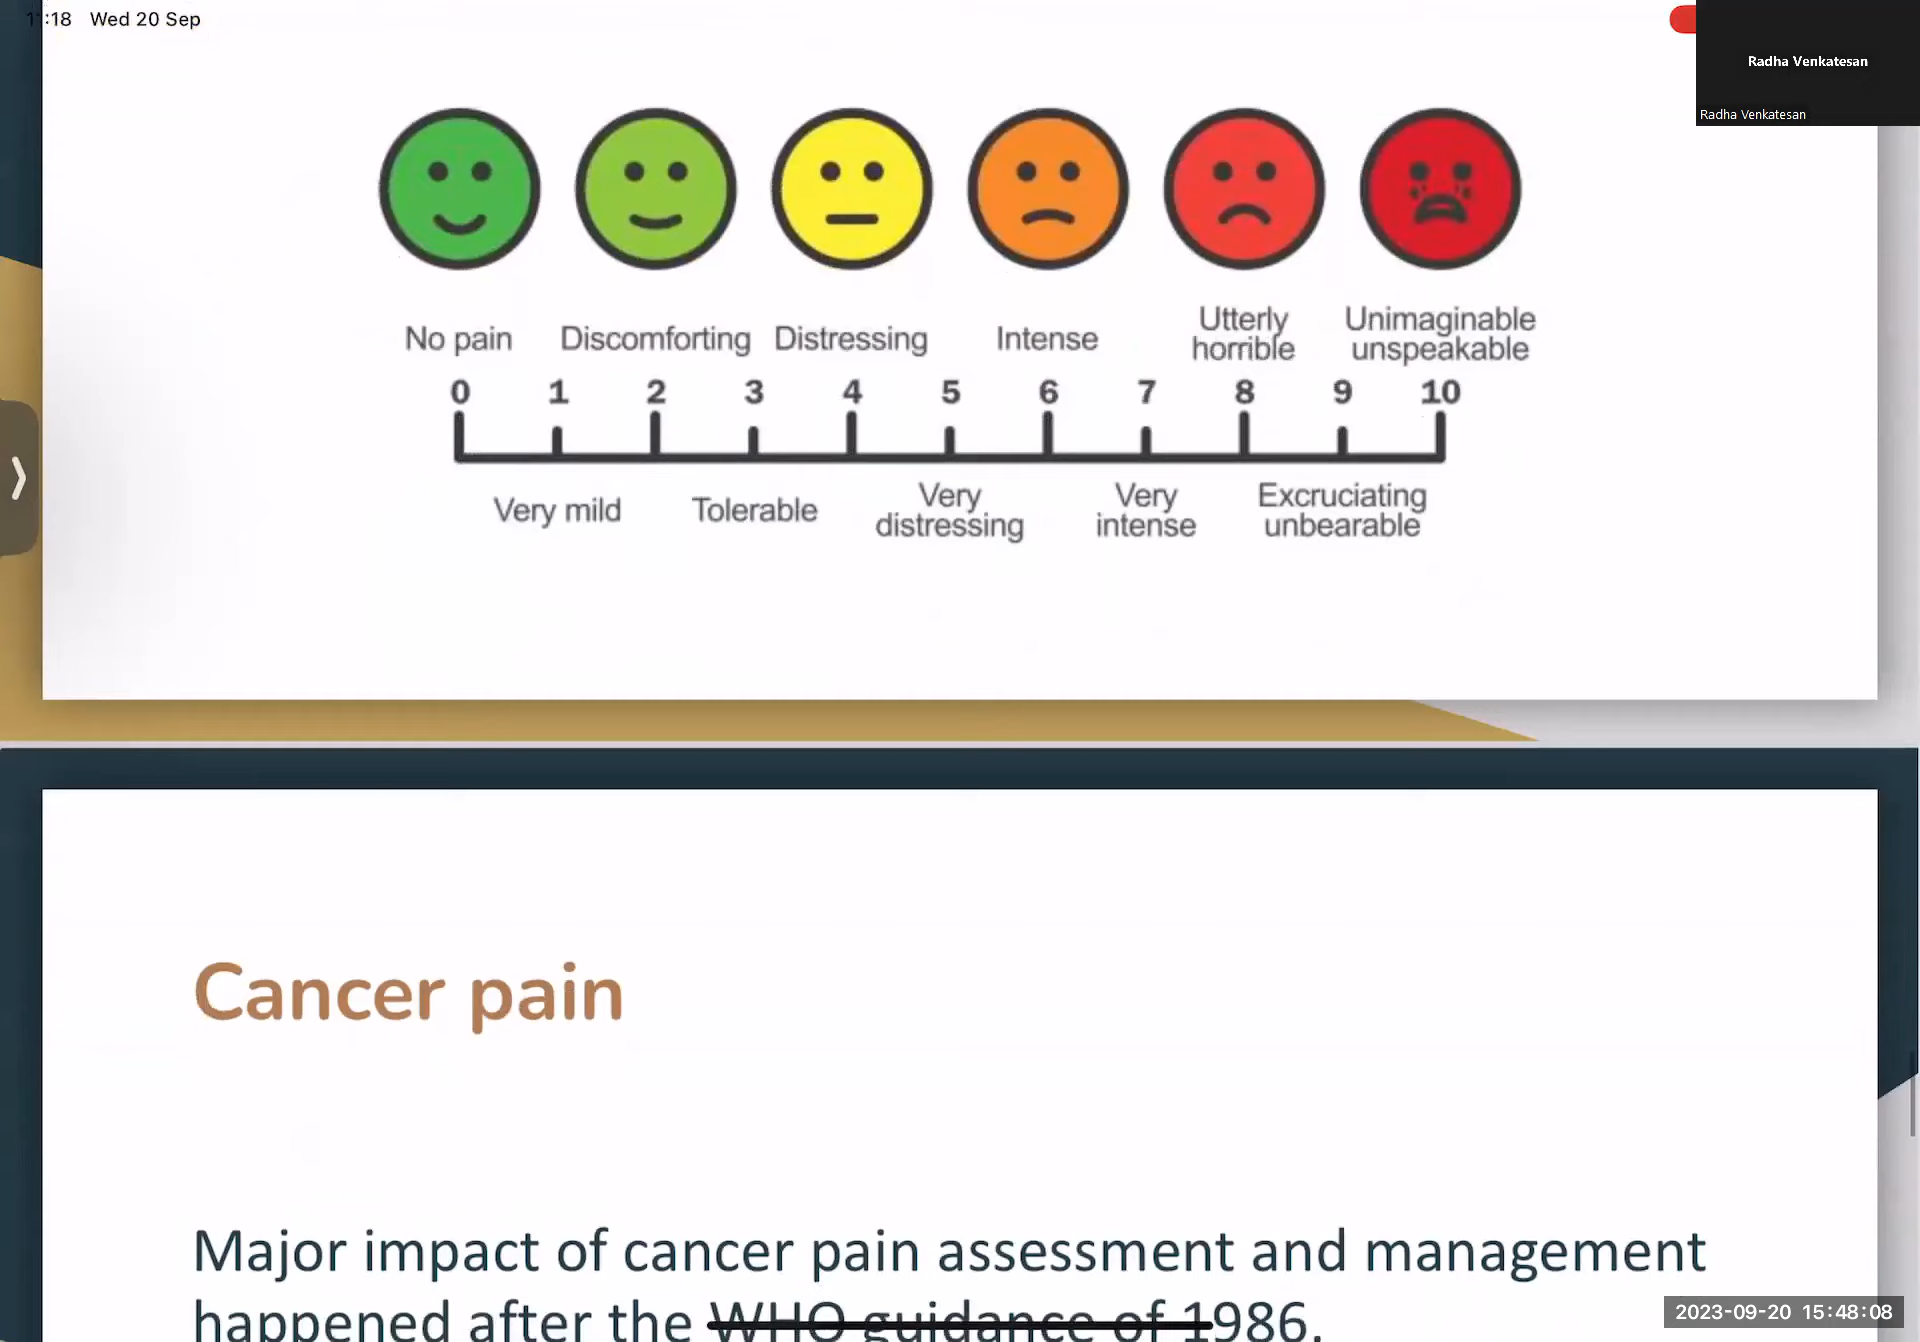 :18 Wed 20 Sep
Radha Venkatesan
Radha Venkatesan
No pain Discomforting Distressing Intense Utterly horrible Unimaginable unspeakable
0 1 2 3 4 5 6 7 8 9 10
Very mild Tolerable Very distressing Very intense Excruciating unbearable
Cancer pain
Major impact of cancer pain assessment and management
happened after the WHO guidance of 1986.
2023-09-20 15:48:08